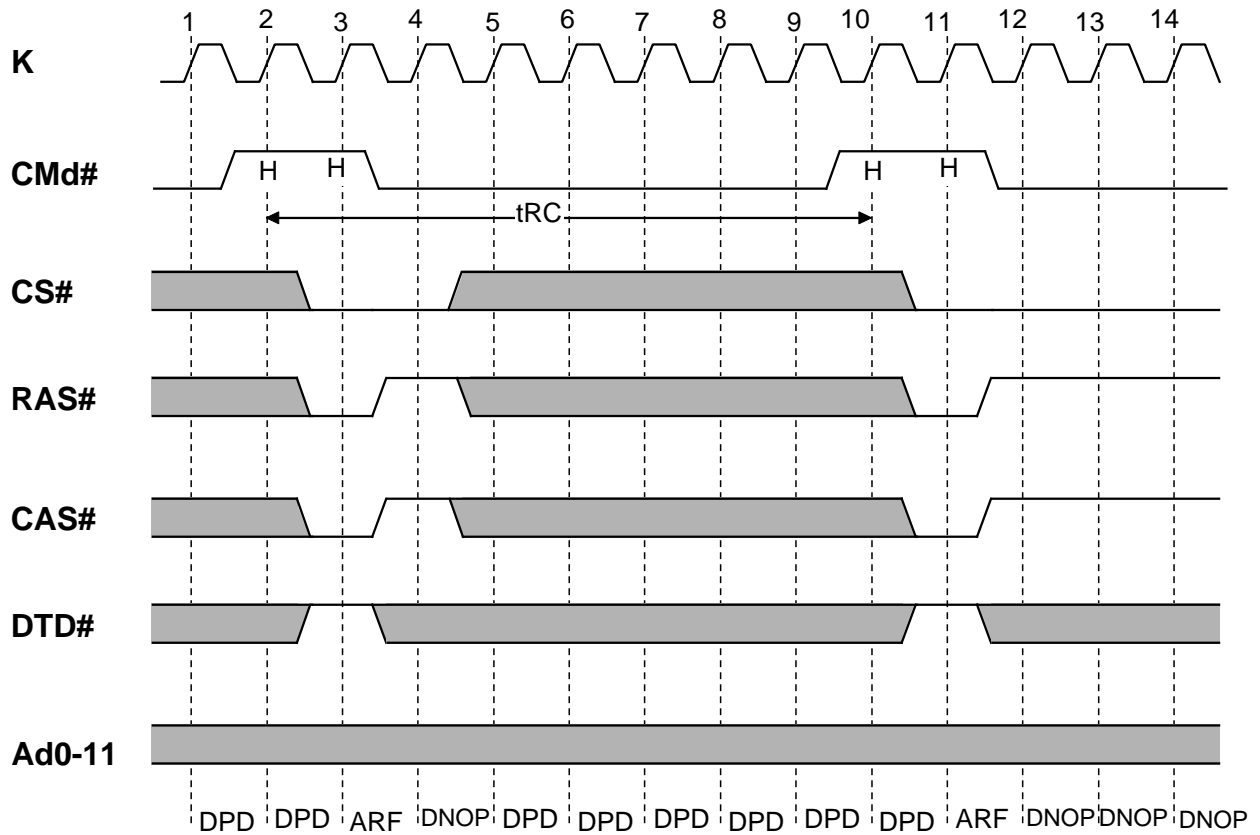 1 2 3 4 5 6 7 8 9 10 11 12 13 14
K
CMd# H H H H
tRC
CS#
RAS#
CAS#
DTD#
Ad0-11
DPD DPD ARF DNOP DPD DPD DPD DPD DPD DPD ARF DNOP DNOP DNOP